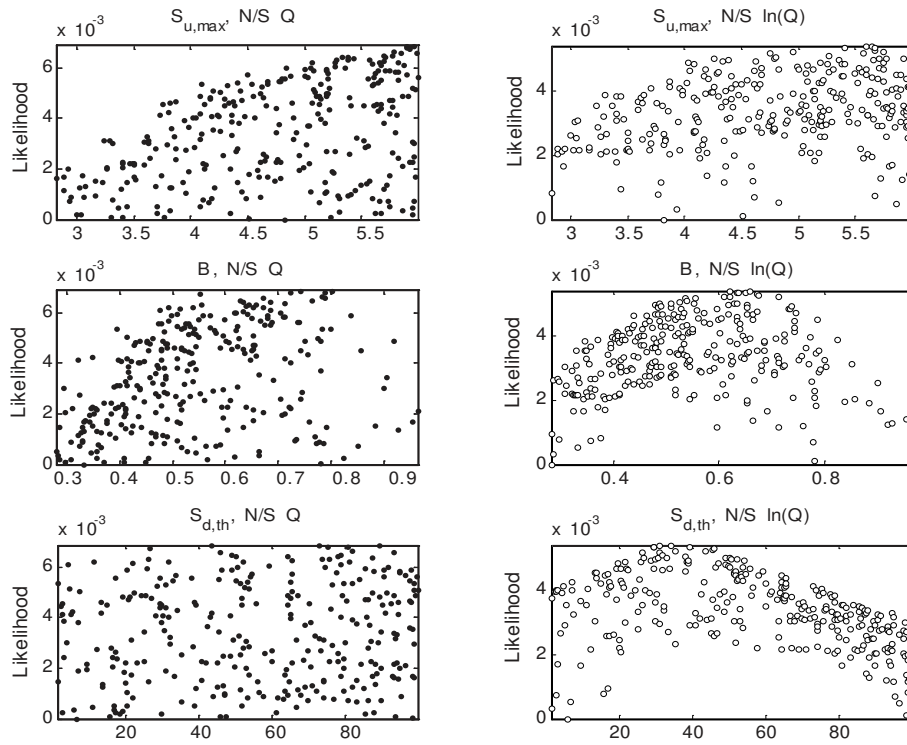 S_{u,max}, N/S Q
x 10^{-3}
6
4
2
0
Likelihood
3 3.5 4 4.5 5 5.5
S_{u,max}, N/S ln(Q)
x 10^{-3}
4
2
0
Likelihood
3 3.5 4 4.5 5 5.5
B, N/S Q
x 10^{-3}
6
4
2
0
Likelihood
0.3 0.4 0.5 0.6 0.7 0.8 0.9
B, N/S ln(Q)
x 10^{-3}
4
2
0
Likelihood
0.4 0.6 0.8
S_{d,th}, N/S Q
x 10^{-3}
6
4
2
0
Likelihood
20 40 60 80
S_{d,th}, N/S ln(Q)
x 10^{-3}
4
2
0
Likelihood
20 40 60 80